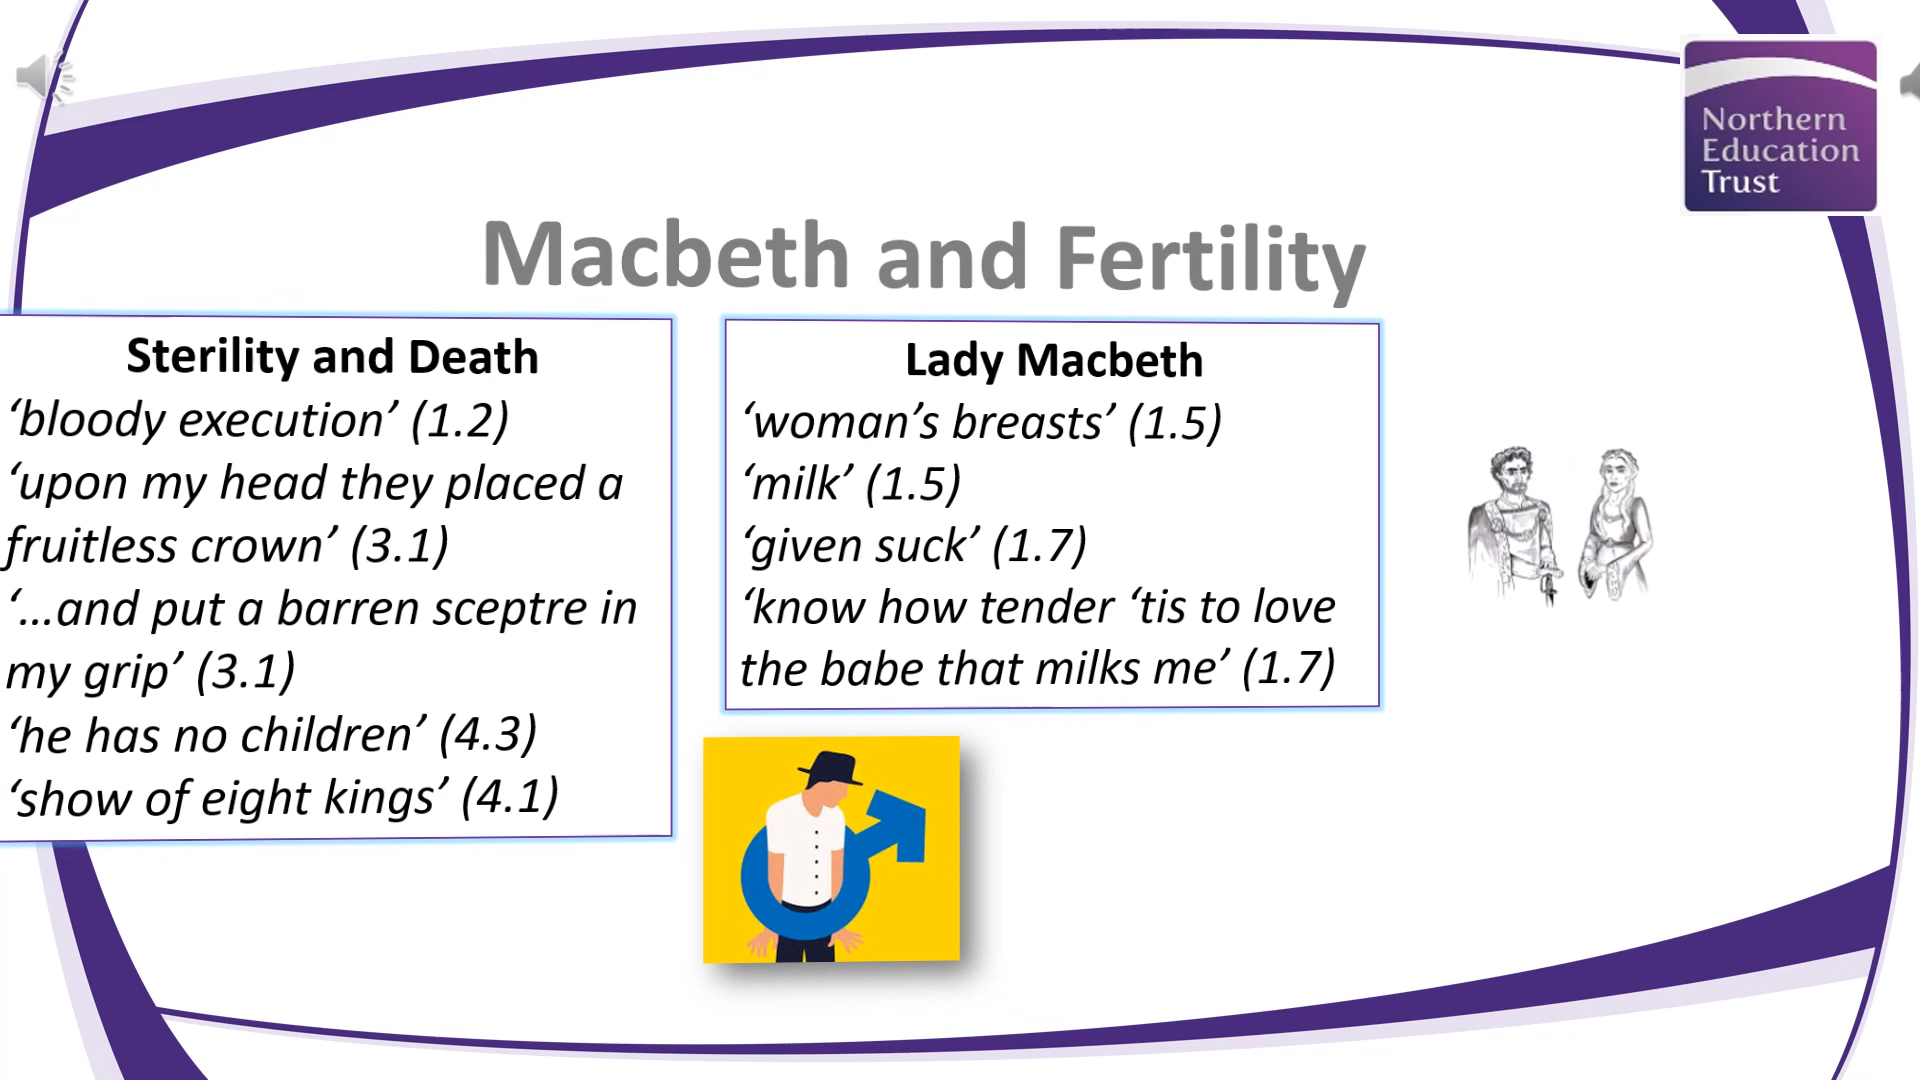 Northern
Education
Trust
Macbeth and Fertility
Sterility and Death
‘bloody execution’ (1.2)
‘upon my head they placed a
fruitless crown’ (3.1)
‘...and put a barren sceptre in
my grip’ (3.1)
‘he has no children’ (4.3)
‘show of eight kings’ (4.1)
Lady Macbeth
‘woman’s breasts’ (1.5)
‘milk’ (1.5)
‘given suck’ (1.7)
‘know how tender ‘tis to love
the babe that milks me’ (1.7)